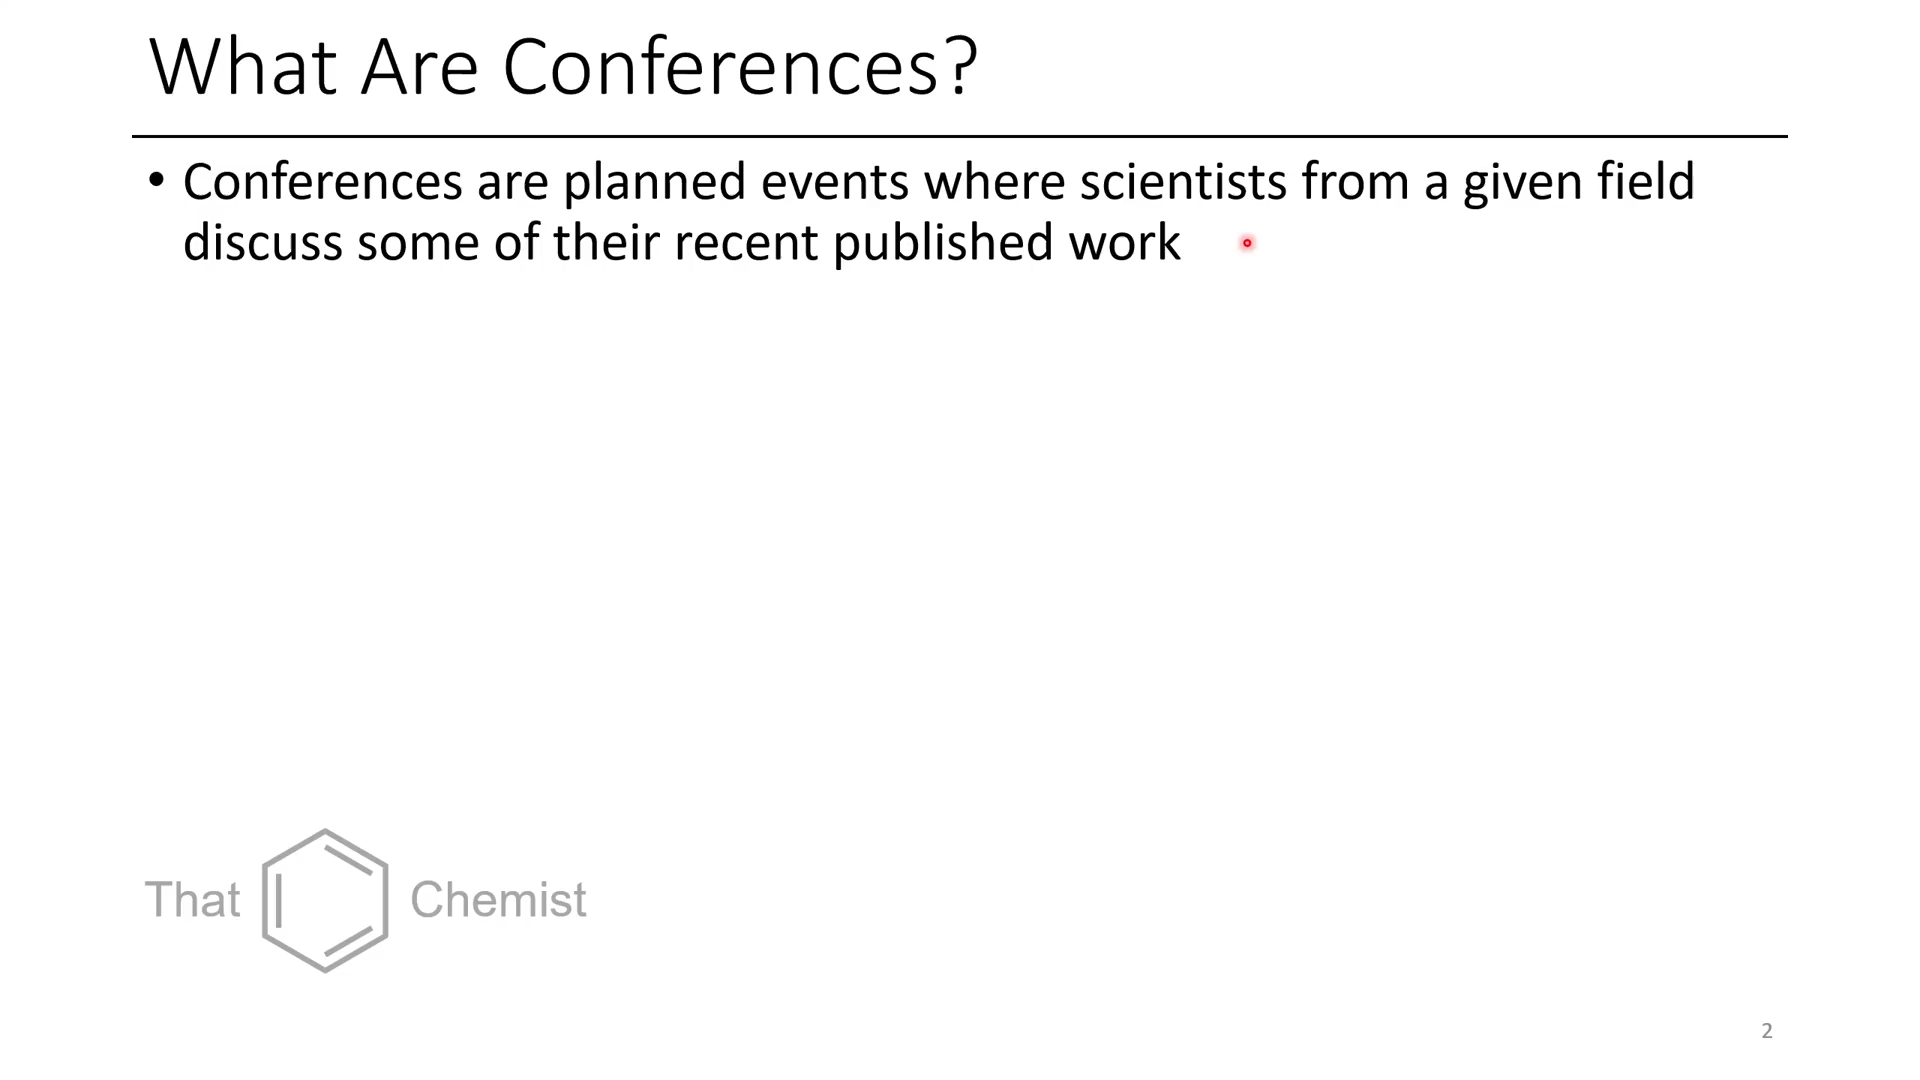 What Are Conferences?
• Conferences are planned events where scientists from a given field
discuss some of their recent published work
That Chemist
2